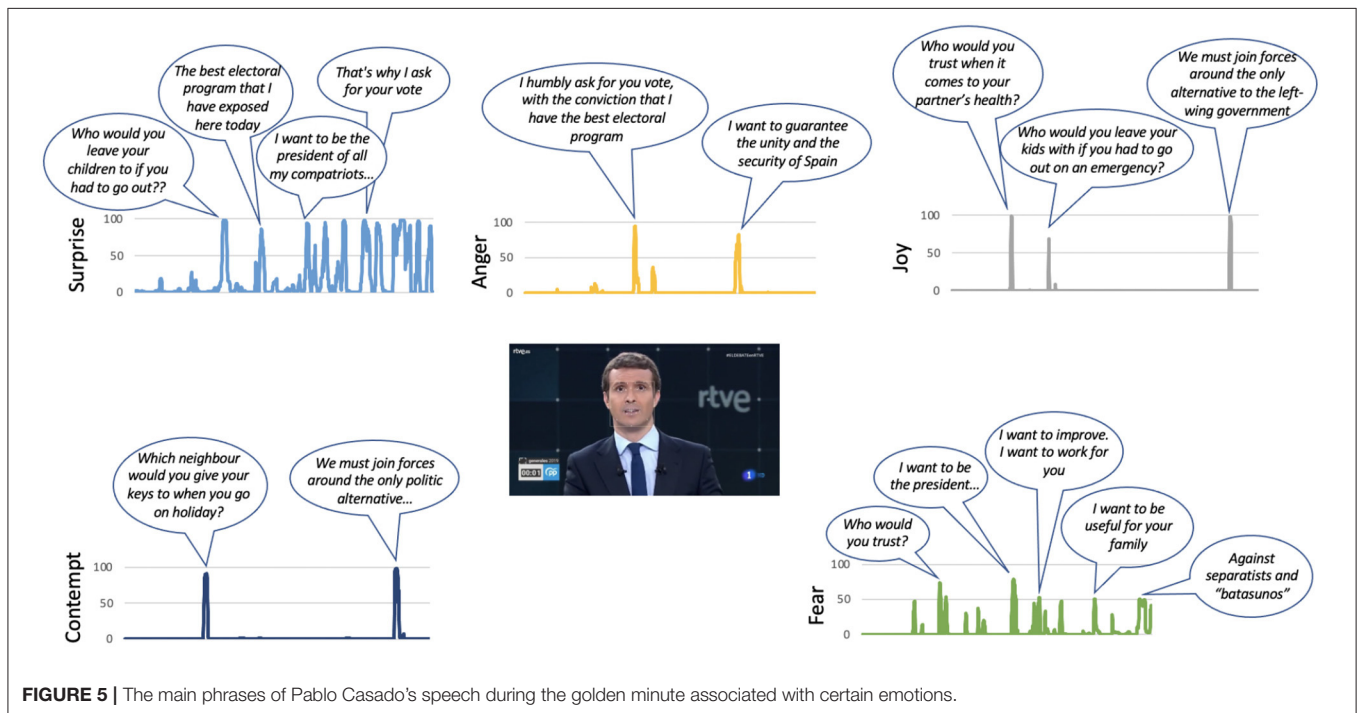 The best electoral
program that I
have exposed
here today
That's why I ask
for your vote
Who would you
leave your
children to if you
had to go out??
I want to be the
president of all
my compatriots...
Surprise
100
50
0
I humbly ask for you vote,
with the conviction that I
have the best electoral
program
I want to guarantee
the unity and the
security of Spain
Anger
100
50
0
Who would you
trust when it
comes to your
partner's health?
We must join forces
around the only
alternative to the left-
wing government
Who would you leave your
kids with if you had to go
out on an emergency?
Joy
100
50
0
rtve.es
#ELDEBATEenRTVE
rtve
generales 2019
00:01
PP
1
Which neighbour
would you give your
keys to when you go
on holiday?
We must join forces
around the only politic
alternative...
Contempt
100
50
0
I want to improve.
I want to work for
you
I want to be
the president...
Who would
you trust?
I want to be
useful for your
family
Against
separatists and
"batasunos"
Fear
100
50
0
FIGURE 5 | The main phrases of Pablo Casado's speech during the golden minute associated with certain emotions.